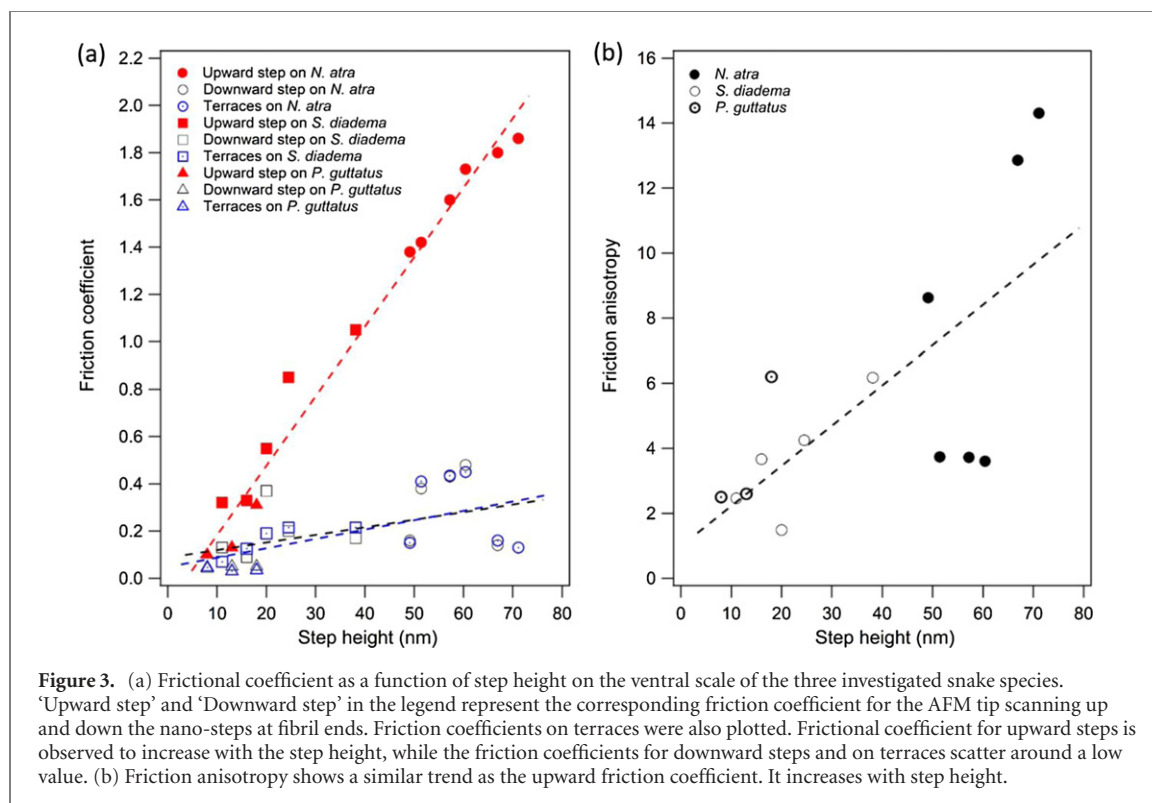 (a)
2.2
2.0
1.8
1.6
1.4
1.2
1.0
0.8
0.6
0.4
0.2
0.0
Friction coefficient
Upward step on N. atra
Downward step on N. atra
Terraces on N. atra
Upward step on S. diadema
Downward step on S. diadema
Terraces on S. diadema
Upward step on P. guttatus
Downward step on P. guttatus
Terraces on P. guttatus
0 10 20 30 40 50 60 70 80
Step height (nm)
(b)
16
14
12
10
8
6
4
2
0
Friction anisotropy
N. atra
S. diadema
P. guttatus
0 10 20 30 40 50 60 70 80
Step height (nm)
Figure 3. (a) Frictional coefficient as a function of step height on the ventral scale of the three investigated snake species.
‘Upward step’ and ‘Downward step’ in the legend represent the corresponding friction coefficient for the AFM tip scanning up
and down the nano-steps at fibril ends. Friction coefficients on terraces were also plotted. Frictional coefficient for upward steps is
observed to increase with the step height, while the friction coefficients for downward steps and on terraces scatter around a low
value. (b) Friction anisotropy shows a similar trend as the upward friction coefficient. It increases with step height.